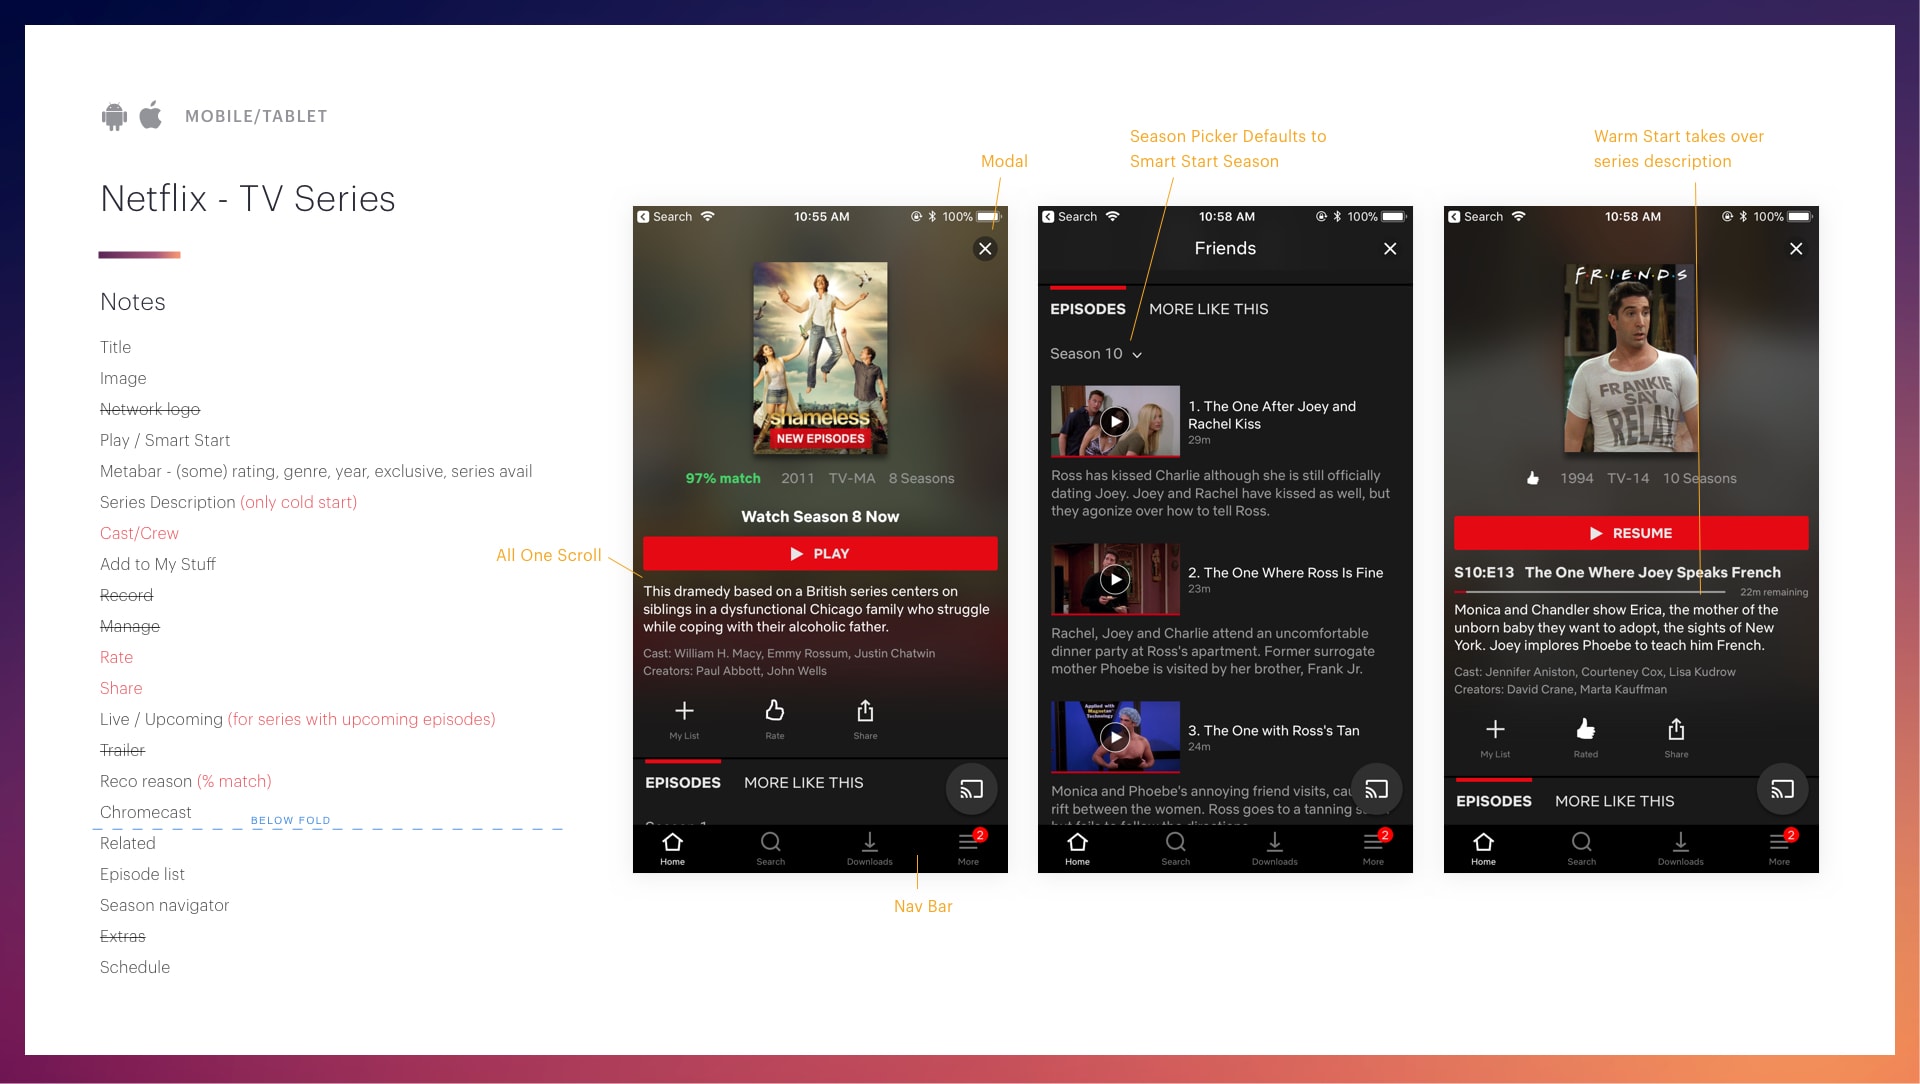 MOBILE/TABLET
Netflix - TV Series
Notes
Title
Image
Network logo
Play / Smart Start
Metabar - (some) rating, genre, year, exclusive, series avail
Series Description (only cold start)
Cast/Crew
Add to My Stuff
Record
Manage
Rate
Share
Live / Upcoming (for series with upcoming episodes)
Trailer
Reco reason (% match)
Chromecast
BELOW FOLD
Related
Episode list
Season navigator
Extras
Schedule
All One Scroll
Modal
Season Picker Defaults to
Smart Start Season
Warm Start takes over
series description
Nav Bar
Search 10:55 AM 100%
shameless
NEW EPISODES
97% match 2011 TV-MA 8 Seasons
Watch Season 8 Now
PLAY
This dramedy based on a British series centers on
siblings in a dysfunctional Chicago family who struggle
while coping with their alcoholic father.
Cast: William H. Macy, Emmy Rossum, Justin Chatwin
Creators: Paul Abbott, John Wells
My List Rate Share
EPISODES MORE LIKE THIS
2
Home Search Downloads More
Search 10:58 AM 100%
Friends
EPISODES MORE LIKE THIS
Season 10
1. The One After Joey and
Rachel Kiss
29m
Ross has kissed Charlie although she is still officially
dating Joey. Joey and Rachel have kissed as well, but
they agonize over how to tell Ross.
2. The One Where Ross Is Fine
23m
Rachel, Joey and Charlie attend an uncomfortable
dinner party at Ross's apartment. Former surrogate
mother Phoebe is visited by her brother, Frank Jr.
Applied with
Magnetan
Technology
3. The One with Ross's Tan
24m
Monica and Phoebe's annoying friend visits,
rift between the women. Ross goes to a tanning
2
Home Search Downloads More
Search 10:58 AM 100%
F·R·I·E·N·D·S
FRANKIE
SAY
RELAX
1994 TV-14 10 Seasons
RESUME
S10:E13 The One Where Joey Speaks French
22m remaining
Monica and Chandler show Erica, the mother of the
unborn baby they want to adopt, the sights of New
York. Joey implores Phoebe to teach him French.
Cast: Jennifer Aniston, Courteney Cox, Lisa Kudrow
Creators: David Crane, Marta Kauffman
My List Rated Share
EPISODES MORE LIKE THIS
2
Home Search Downloads More